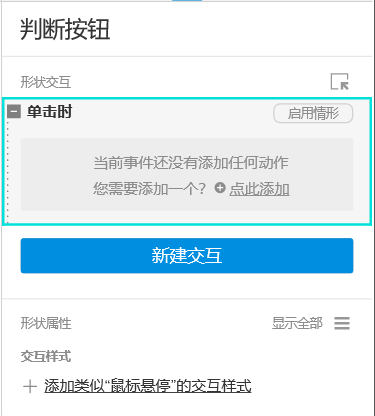 判断按钮
形状交互
单击时 启用情形
当前事件还没有添加任何动作
您需要添加一个? 点此添加
新建交互
形状属性 显示全部
交互样式
添加类似“鼠标悬停”的交互样式